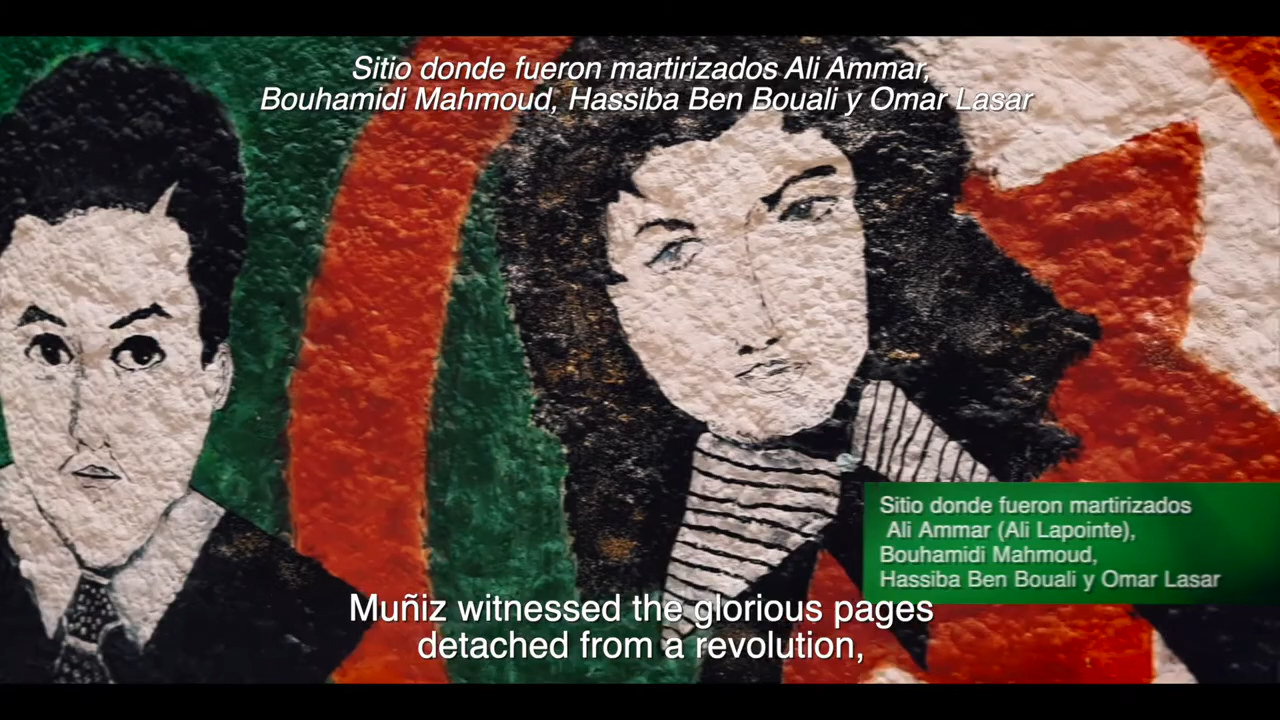 Sitio donde fueron martirizados Ali Ammar,
Bouhamidi Mahmoud, Hassiba Ben Bouali y Omar Lasar
Sitio donde fueron martirizados
Ali Ammar (Ali Lapointe),
Bouhamidi Mahmoud,
Hassiba Ben Bouali y Omar Lasar
Muñiz witnessed the glorious pages
detached from a revolution,